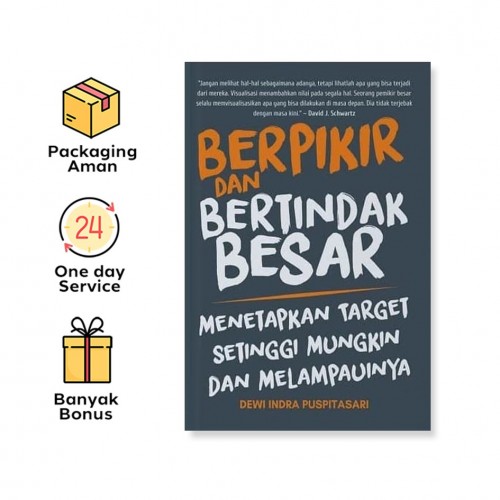 Packaging
Aman
24
One day
Service
Banyak
Bonus
"Jangan melihat hal-hal sebagaimana adanya, tetapi lihatlah apa yang bisa terjadi
dari mereka. Visualisasi menambahkan nilai pada segala hal. Seorang pemikir besar
selalu memvisualisasikan apa yang bisa dilakukan di masa depan. Dia tidak terjebak
dengan masa kini." – David J. Schwartz
BERPIKIR
DAN
BERTINDAK
BESAR
MENETAPKAN TARGET
SETINGGI MUNGKIN
DAN MELAMPAUINYA
DEWI INDRA PUSPITASARI